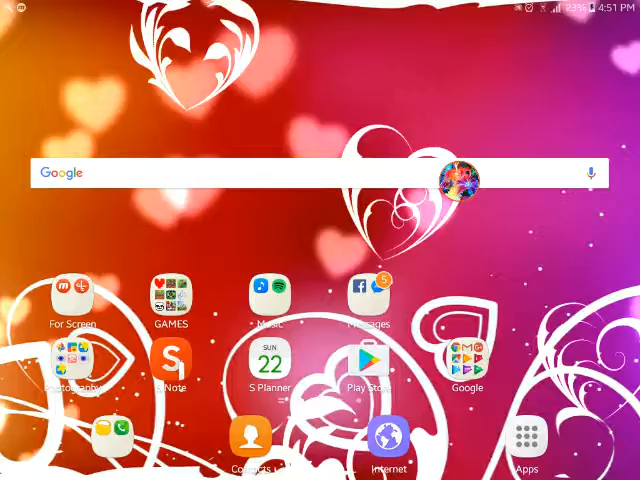 23% 4:51 PM
Google
For Screen GAMES Music Messages
5
SUN
22
Photography S Note S Planner Play Store Google
Contacts Internet Apps